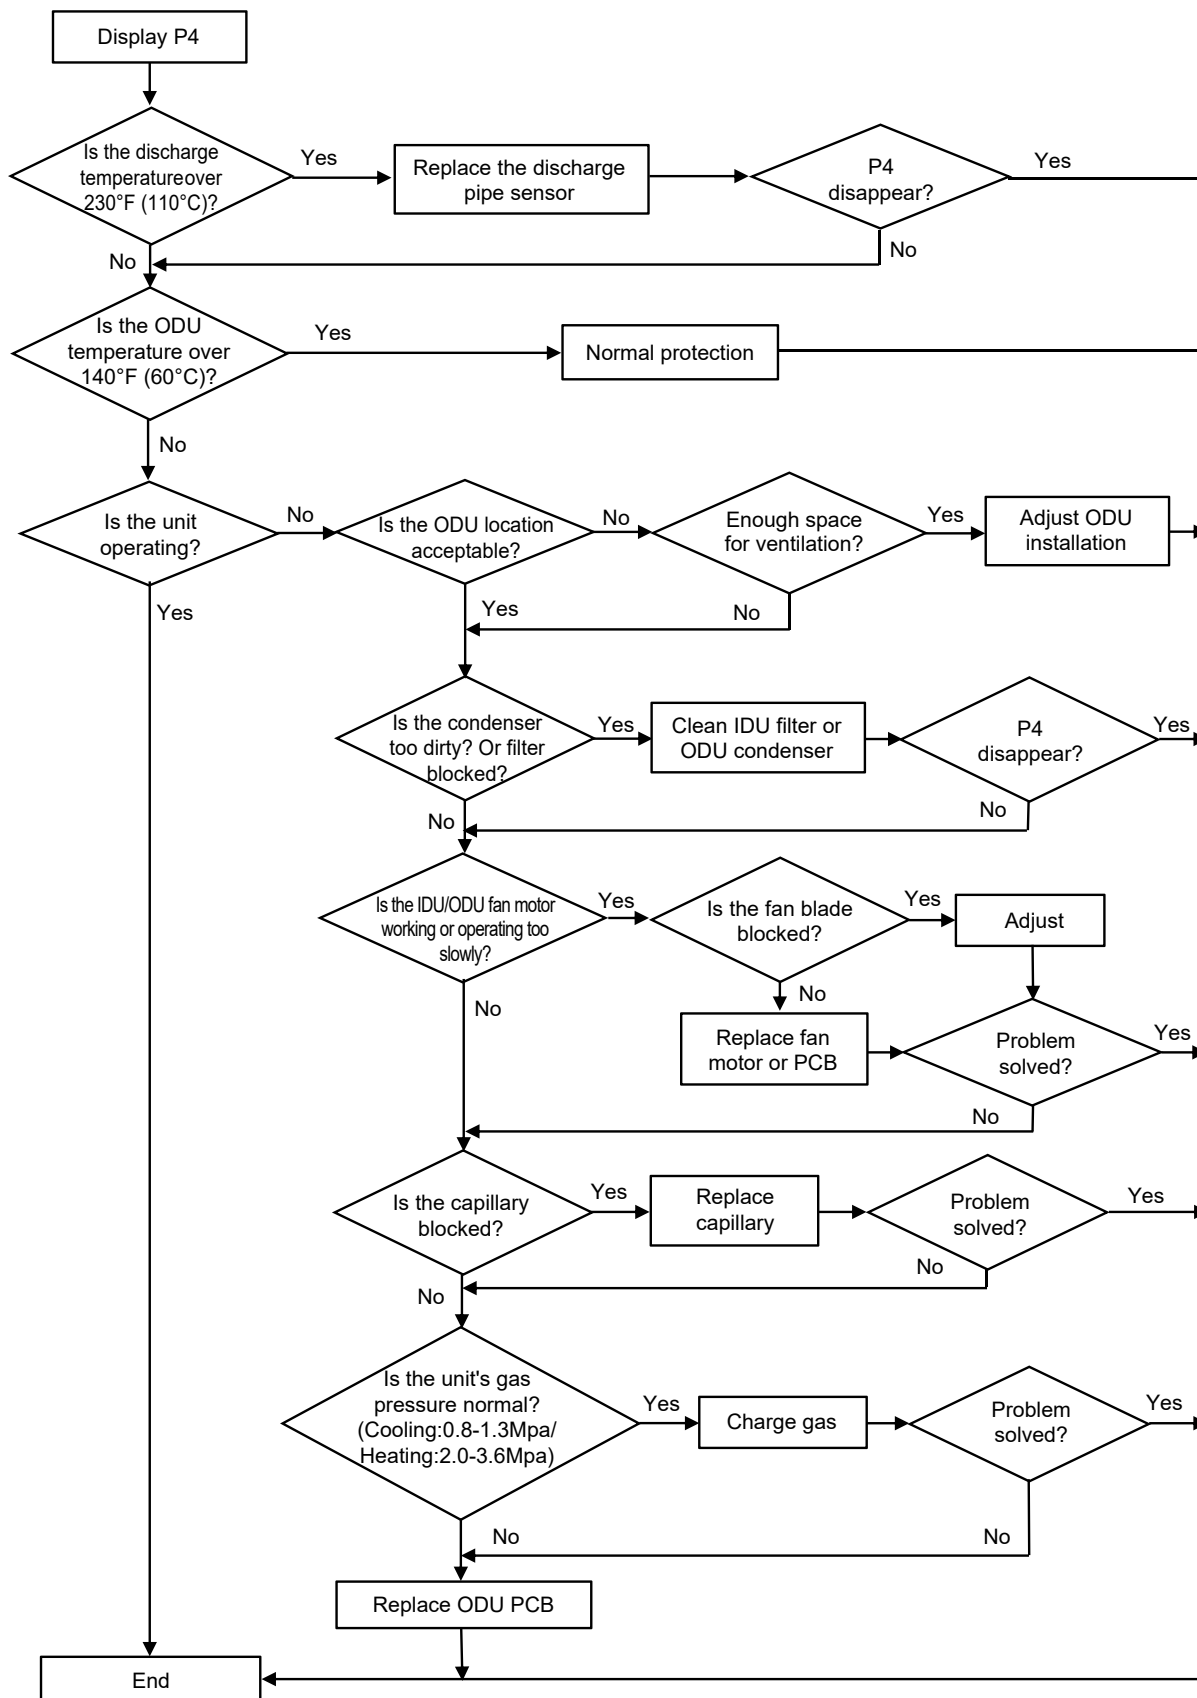 Display P4
Is the discharge
temperatureover
230°F (110°C)?
Yes
Replace the discharge
pipe sensor
P4
disappear?
Yes
No
No
Is the ODU
temperature over
140°F (60°C)?
Yes
Normal protection
No
Is the unit
operating?
No
Is the ODU location
acceptable?
No
Enough space
for ventilation?
Yes
Adjust ODU
installation
Yes
Yes
No
Is the condenser
too dirty? Or filter
blocked?
Yes
Clean IDU filter or
ODU condenser
P4
disappear?
Yes
No
No
Is the IDU/ODU fan motor
working or operating too
slowly?
Yes
Is the fan blade
blocked?
Yes
Adjust
No
No
Replace fan
motor or PCB
Problem
solved?
Yes
No
Is the capillary
blocked?
Yes
Replace
capillary
Problem
solved?
Yes
No
No
Is the unit's gas
pressure normal?
(Cooling:0.8-1.3Mpa/
Heating:2.0-3.6Mpa)
Yes
Charge gas
Problem
solved?
Yes
No
No
Replace ODU PCB
End